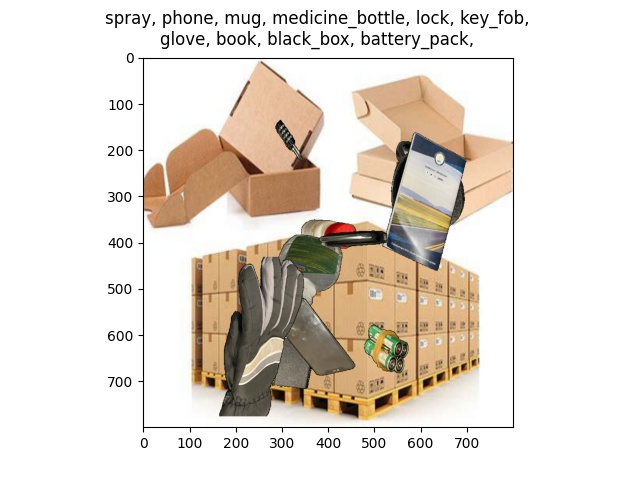 spray, phone, mug, medicine_bottle, lock, key_fob,
glove, book, black_box, battery_pack,
0
100
200
300
400
500
600
700
0 100 200 300 400 500 600 700